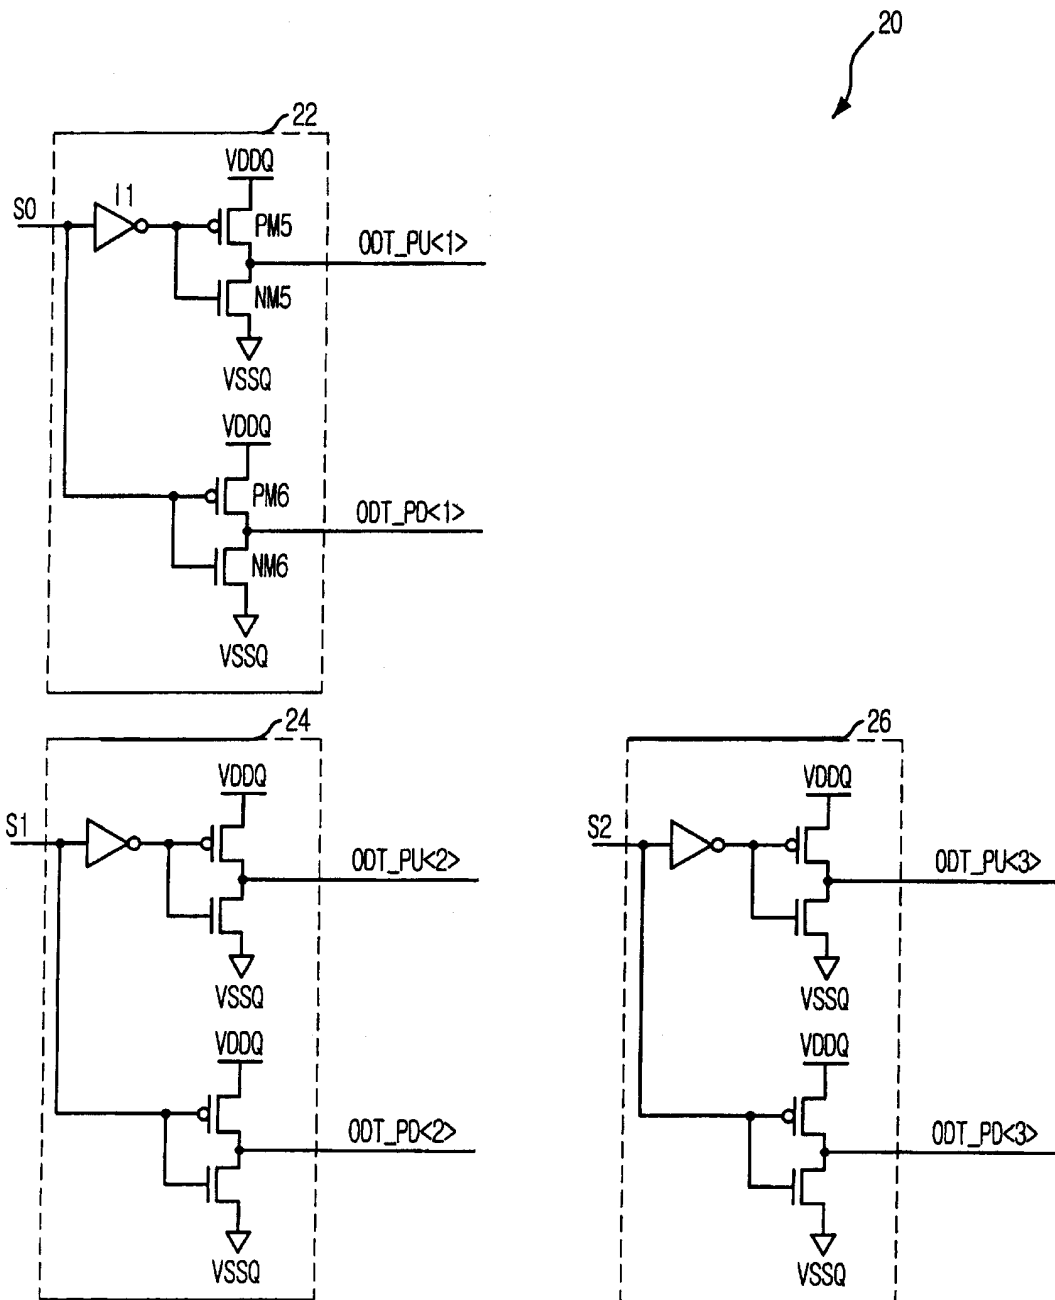 20
22
VDDQ
I1
S0
PM5
ODT_PU<1>
NM5
VSSQ
VDDQ
PM6
ODT_PD<1>
NM6
VSSQ
24
VDDQ
S1
ODT_PU<2>
VSSQ
VDDQ
ODT_PD<2>
VSSQ
26
VDDQ
S2
ODT_PU<3>
VSSQ
VDDQ
ODT_PD<3>
VSSQ